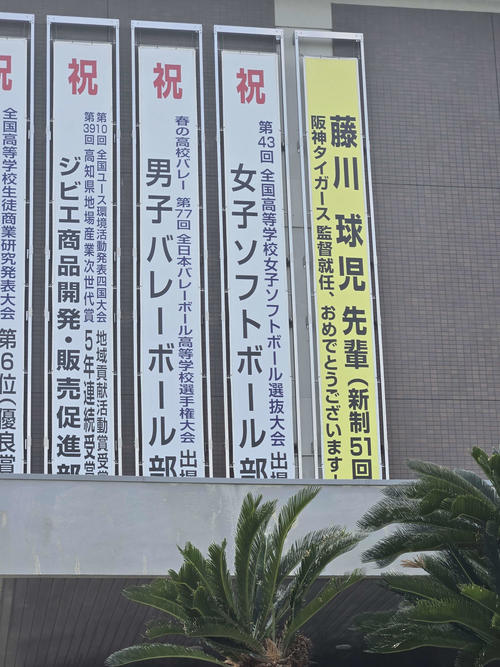 藤川 球児 先輩（新制51回
阪神タイガース監督就任、おめでとうございます！
祝
第43回 全国高等学校女子ソフトボール選抜大会 出場
女子ソフトボール部
祝
春の高校バレー 第77回 全日本バレーボール高等学校選手権大会 出場
男子バレーボール部
祝
第10回 全国ユース環境活動発表四国大会 地域貢献活動賞受賞
第39回 高知県地場産業次世代賞 5年連続受賞
ジビエ商品開発・販売促進部
祝
全国高等学校生徒商業研究発表大会 第6位（優良賞